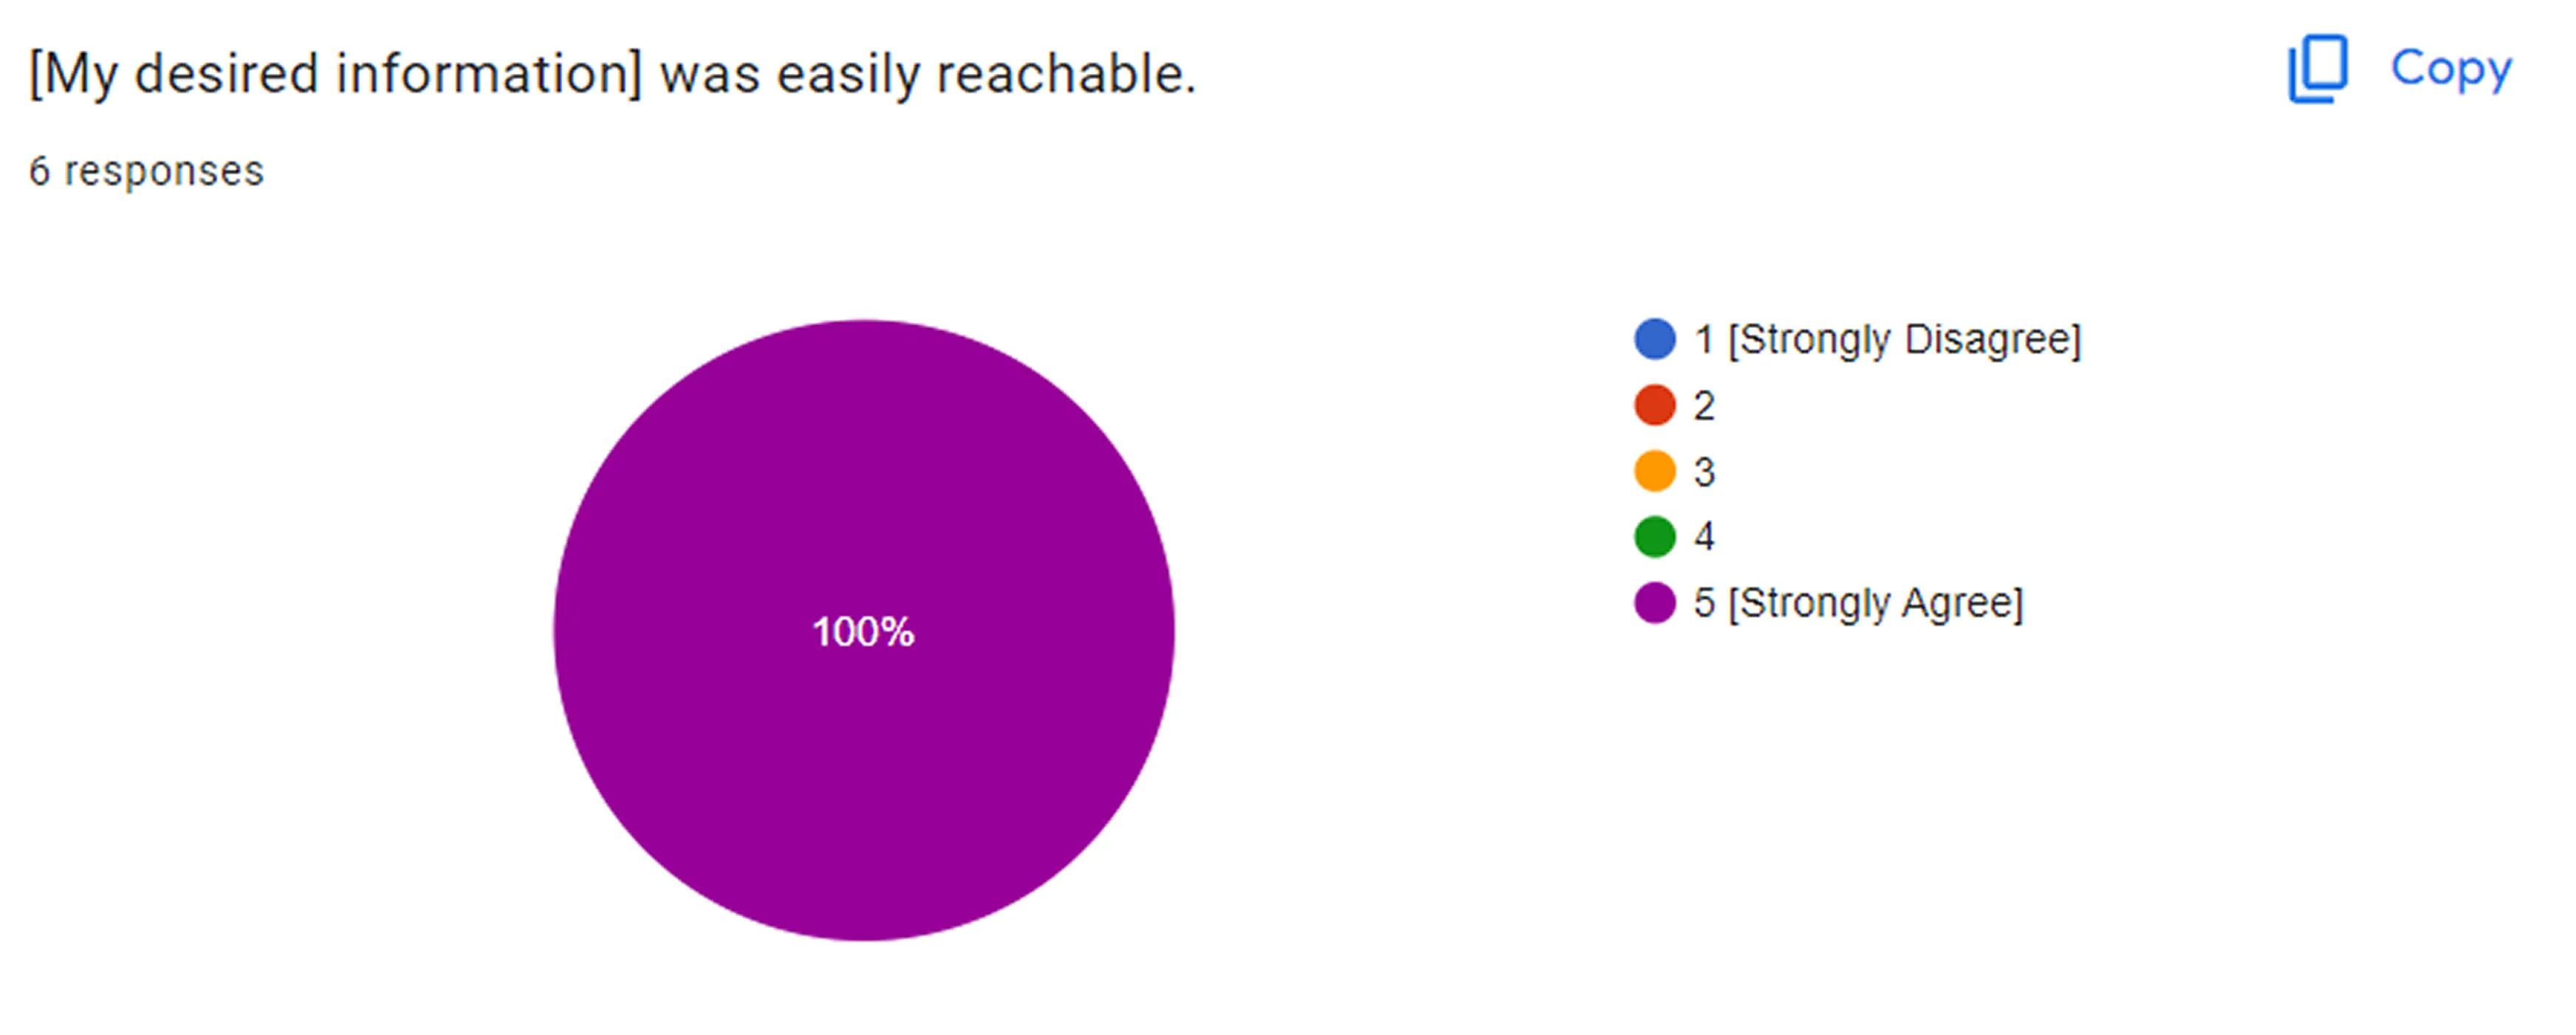 [My desired information] was easily reachable.
Copy
6 responses
100%
1 [Strongly Disagree]
2
3
4
5 [Strongly Agree]